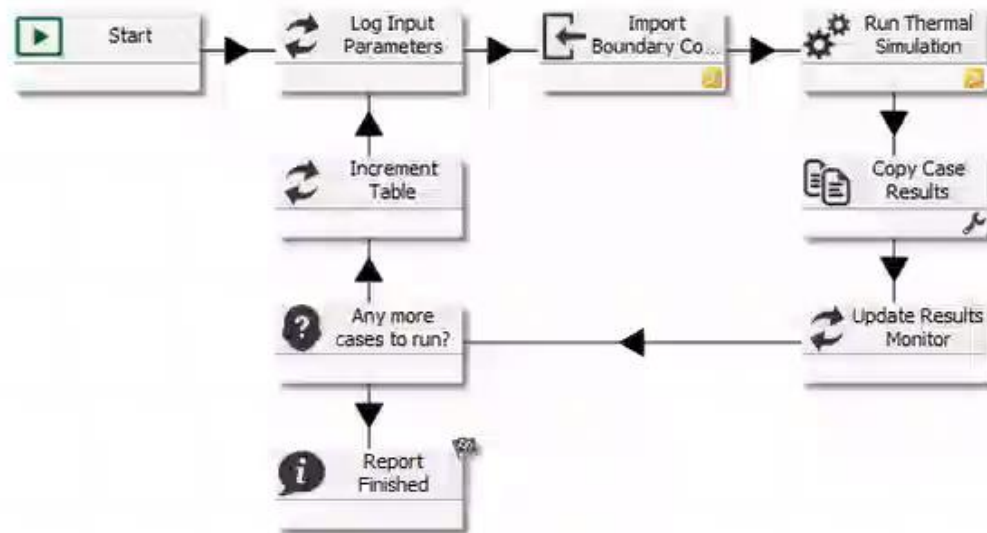 Start
Log Input
Parameters
Import
Boundary Co...
Run Thermal
Simulation
Increment
Table
Copy Case
Results
Any more
cases to run?
Update Results
Monitor
Report
Finished